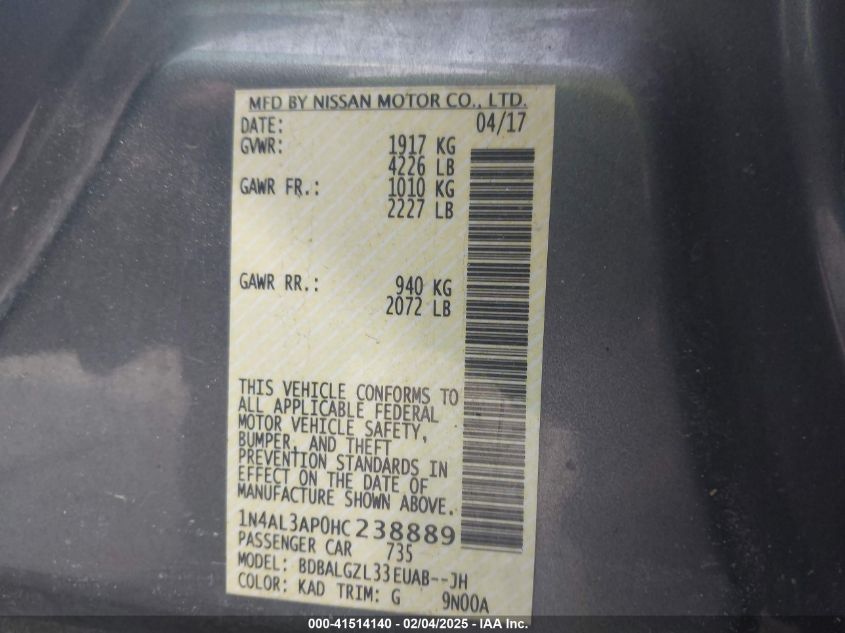 MFD BY NISSAN MOTOR CO., LTD.
DATE: 04/17
GVWR: 1917 KG
4226 LB
GAWR FR.: 1010 KG
2227 LB
GAWR RR.: 940 KG
2072 LB
THIS VEHICLE CONFORMS TO
ALL APPLICABLE FEDERAL
MOTOR VEHICLE SAFETY,
BUMPER, AND THEFT
PREVENTION STANDARDS IN
EFFECT ON THE DATE OF
MANUFACTURE SHOWN ABOVE.
1N4AL3AP0HC238889
PASSENGER CAR 735
MODEL: BDBALGZL33EUAB--JH
COLOR: KAD TRIM: G 9N00A
000-41514140 - 02/04/2025 - IAA Inc.